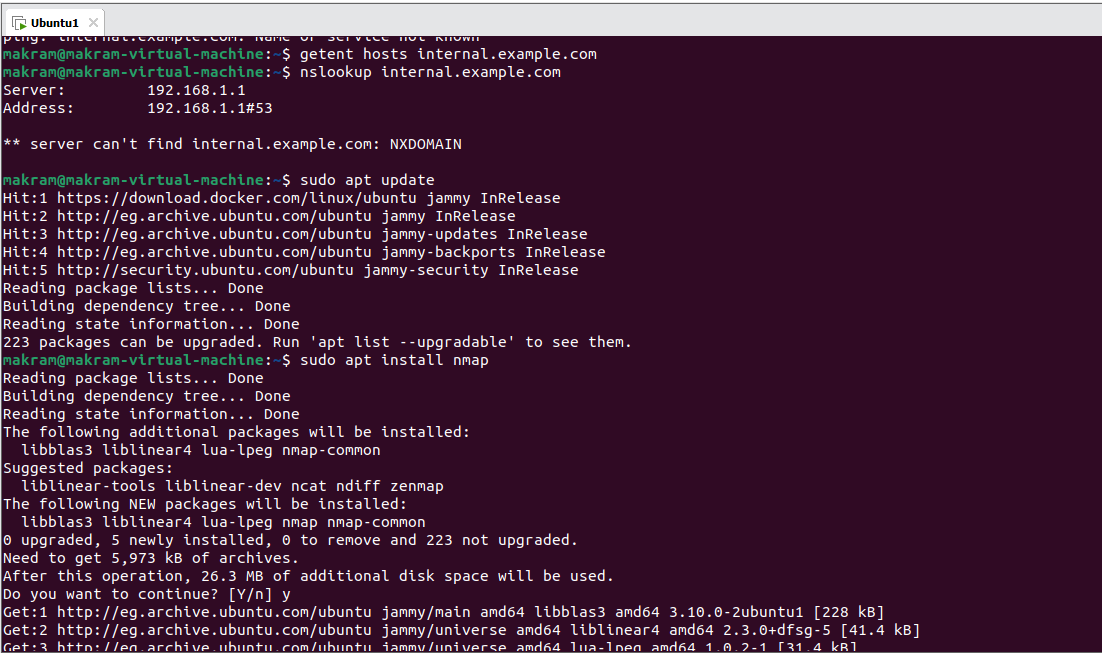 Ubuntu1
ping: internal.example.com: Name or service not known
makram@makram-virtual-machine:~$ getent hosts internal.example.com
makram@makram-virtual-machine:~$ nslookup internal.example.com
Server:         192.168.1.1
Address:        192.168.1.1#53
** server can't find internal.example.com: NXDOMAIN
makram@makram-virtual-machine:~$ sudo apt update
Hit:1 https://download.docker.com/linux/ubuntu jammy InRelease
Hit:2 http://eg.archive.ubuntu.com/ubuntu jammy InRelease
Hit:3 http://eg.archive.ubuntu.com/ubuntu jammy-updates InRelease
Hit:4 http://eg.archive.ubuntu.com/ubuntu jammy-backports InRelease
Hit:5 http://security.ubuntu.com/ubuntu jammy-security InRelease
Reading package lists... Done
Building dependency tree... Done
Reading state information... Done
223 packages can be upgraded. Run 'apt list --upgradable' to see them.
makram@makram-virtual-machine:~$ sudo apt install nmap
Reading package lists... Done
Building dependency tree... Done
Reading state information... Done
The following additional packages will be installed:
  libblas3 liblinear4 lua-lpeg nmap-common
Suggested packages:
  liblinear-tools liblinear-dev ncat ndiff zenmap
The following NEW packages will be installed:
  libblas3 liblinear4 lua-lpeg nmap nmap-common
0 upgraded, 5 newly installed, 0 to remove and 223 not upgraded.
Need to get 5,973 kB of archives.
After this operation, 26.3 MB of additional disk space will be used.
Do you want to continue? [Y/n] y
Get:1 http://eg.archive.ubuntu.com/ubuntu jammy/main amd64 libblas3 amd64 3.10.0-2ubuntu1 [228 kB]
Get:2 http://eg.archive.ubuntu.com/ubuntu jammy/universe amd64 liblinear4 amd64 2.3.0+dfsg-5 [41.4 kB]
Get:3 http://eg.archive.ubuntu.com/ubuntu jammy/universe amd64 lua-lpeg amd64 1.0.2-1 [31.4 kB]